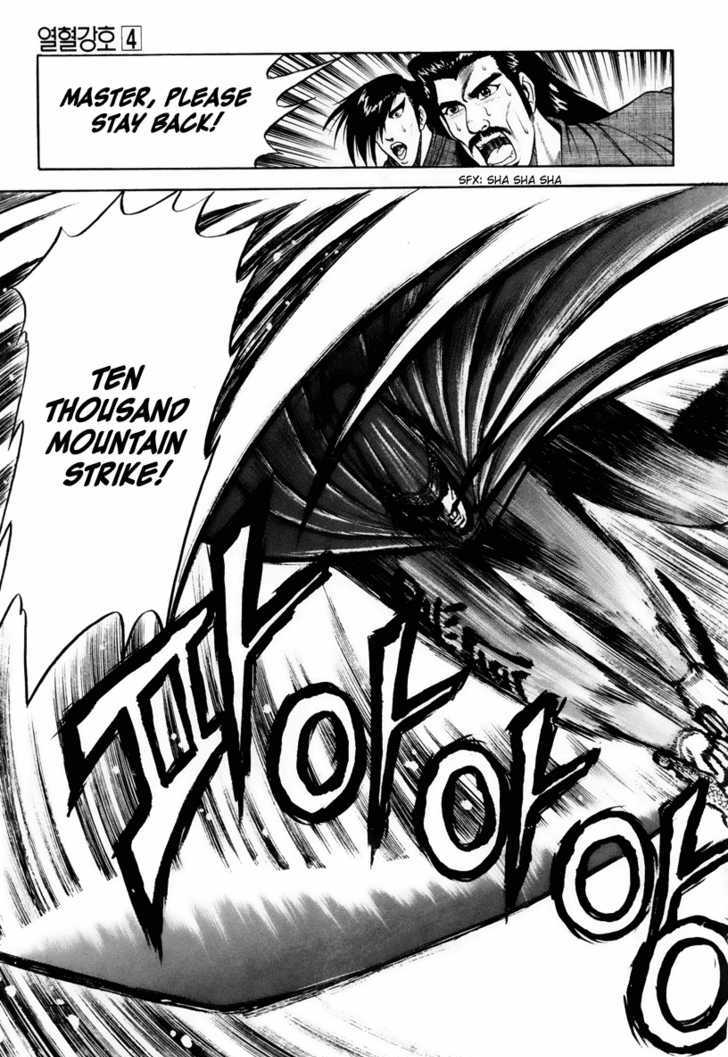 열혈강호 4
MASTER, PLEASE
STAY BACK!
SFX: SHA SHA SHA
TEN
THOUSAND
MOUNTAIN
STRIKE!
파아아아앙